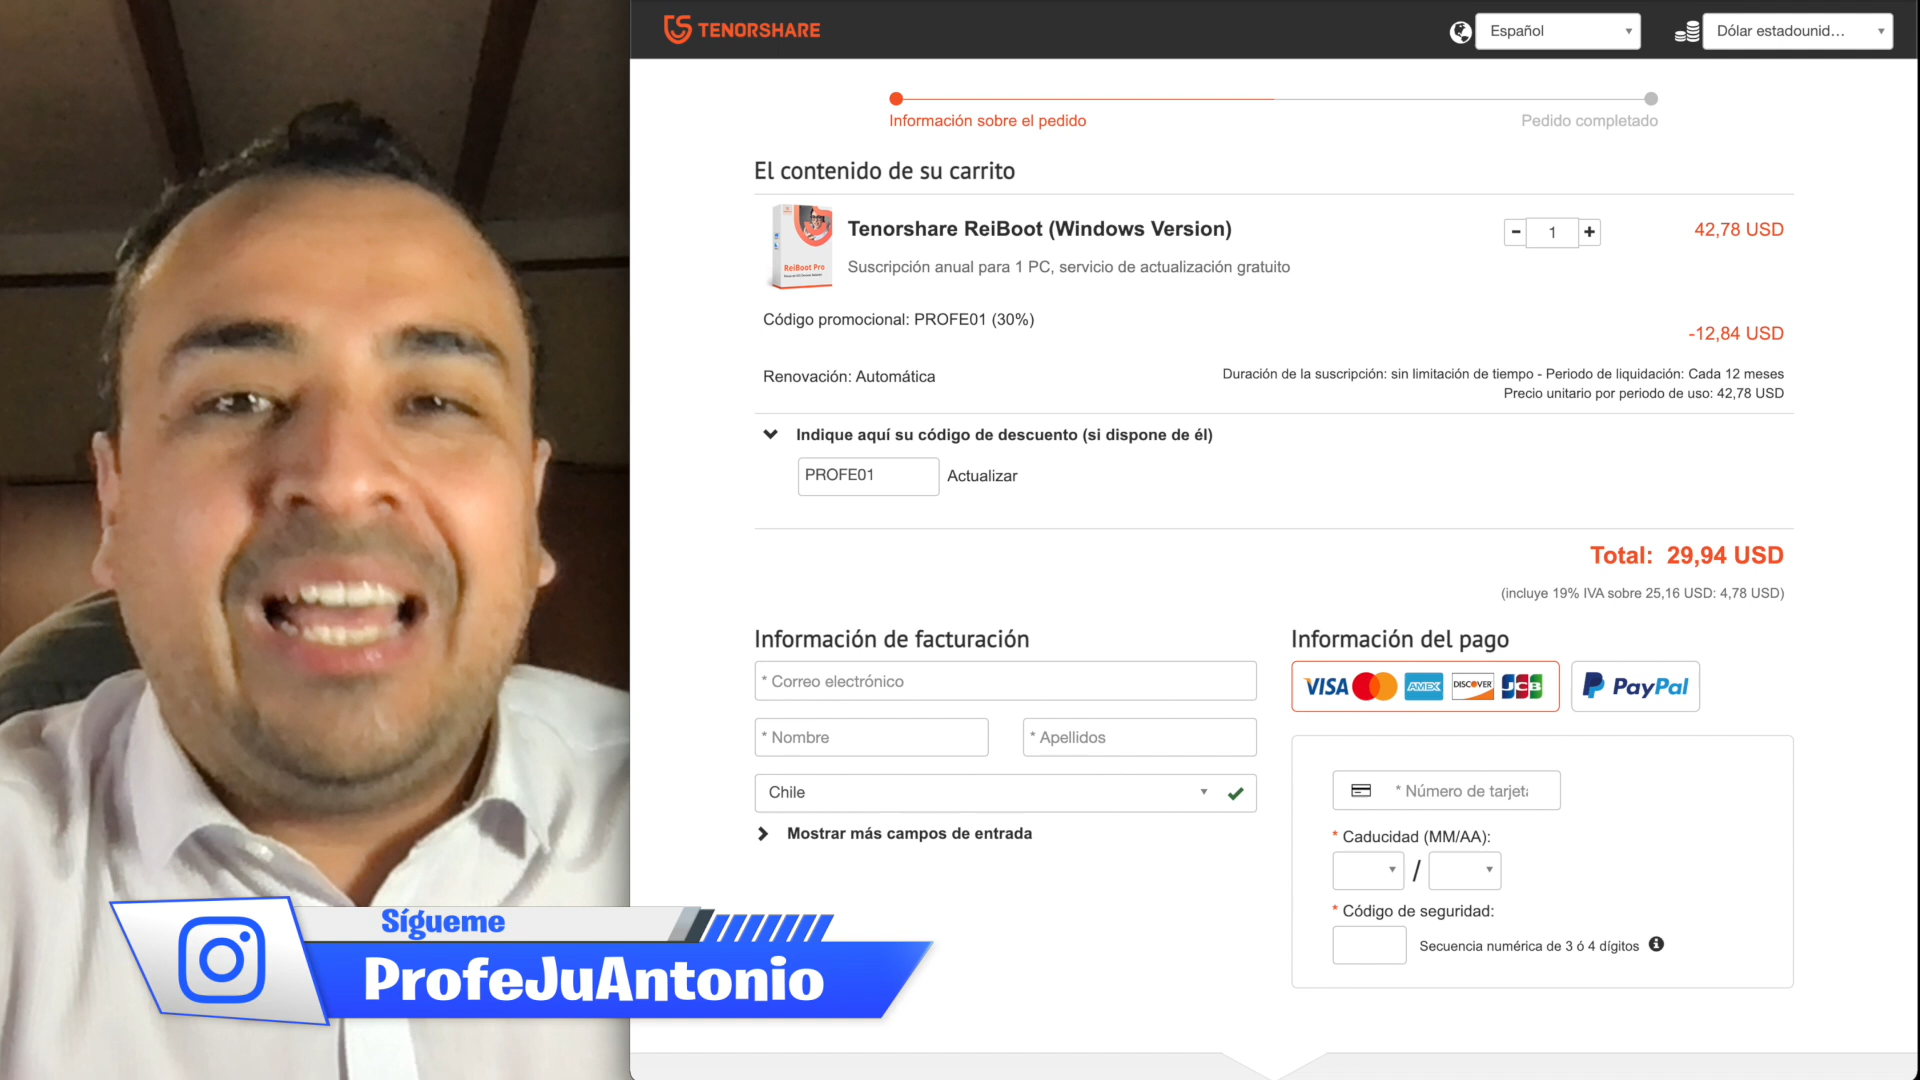 TENORSHARE
Español
Dólar estadounid...
Información sobre el pedido
Pedido completado
El contenido de su carrito
Tenorshare ReiBoot (Windows Version)
- 1 +
42,78 USD
Suscripción anual para 1 PC, servicio de actualización gratuito
ReiBoot Pro
Código promocional: PROFE01 (30%)
-12,84 USD
Renovación: Automática
Duración de la suscripción: sin limitación de tiempo - Periodo de liquidación: Cada 12 meses
Precio unitario por periodo de uso: 42,78 USD
Indique aquí su código de descuento (si dispone de él)
PROFE01 Actualizar
Total: 29,94 USD
(incluye 19% IVA sobre 25,16 USD: 4,78 USD)
Información de facturación
* Correo electrónico
* Nombre
* Apellidos
Chile
Mostrar más campos de entrada
Información del pago
VISA AMEX DISCOVER JCB PayPal
* Número de tarjeta
* Caducidad (MM/AA):
/
* Código de seguridad:
Secuencia numérica de 3 ó 4 dígitos
Sígueme
ProfeJuAntonio